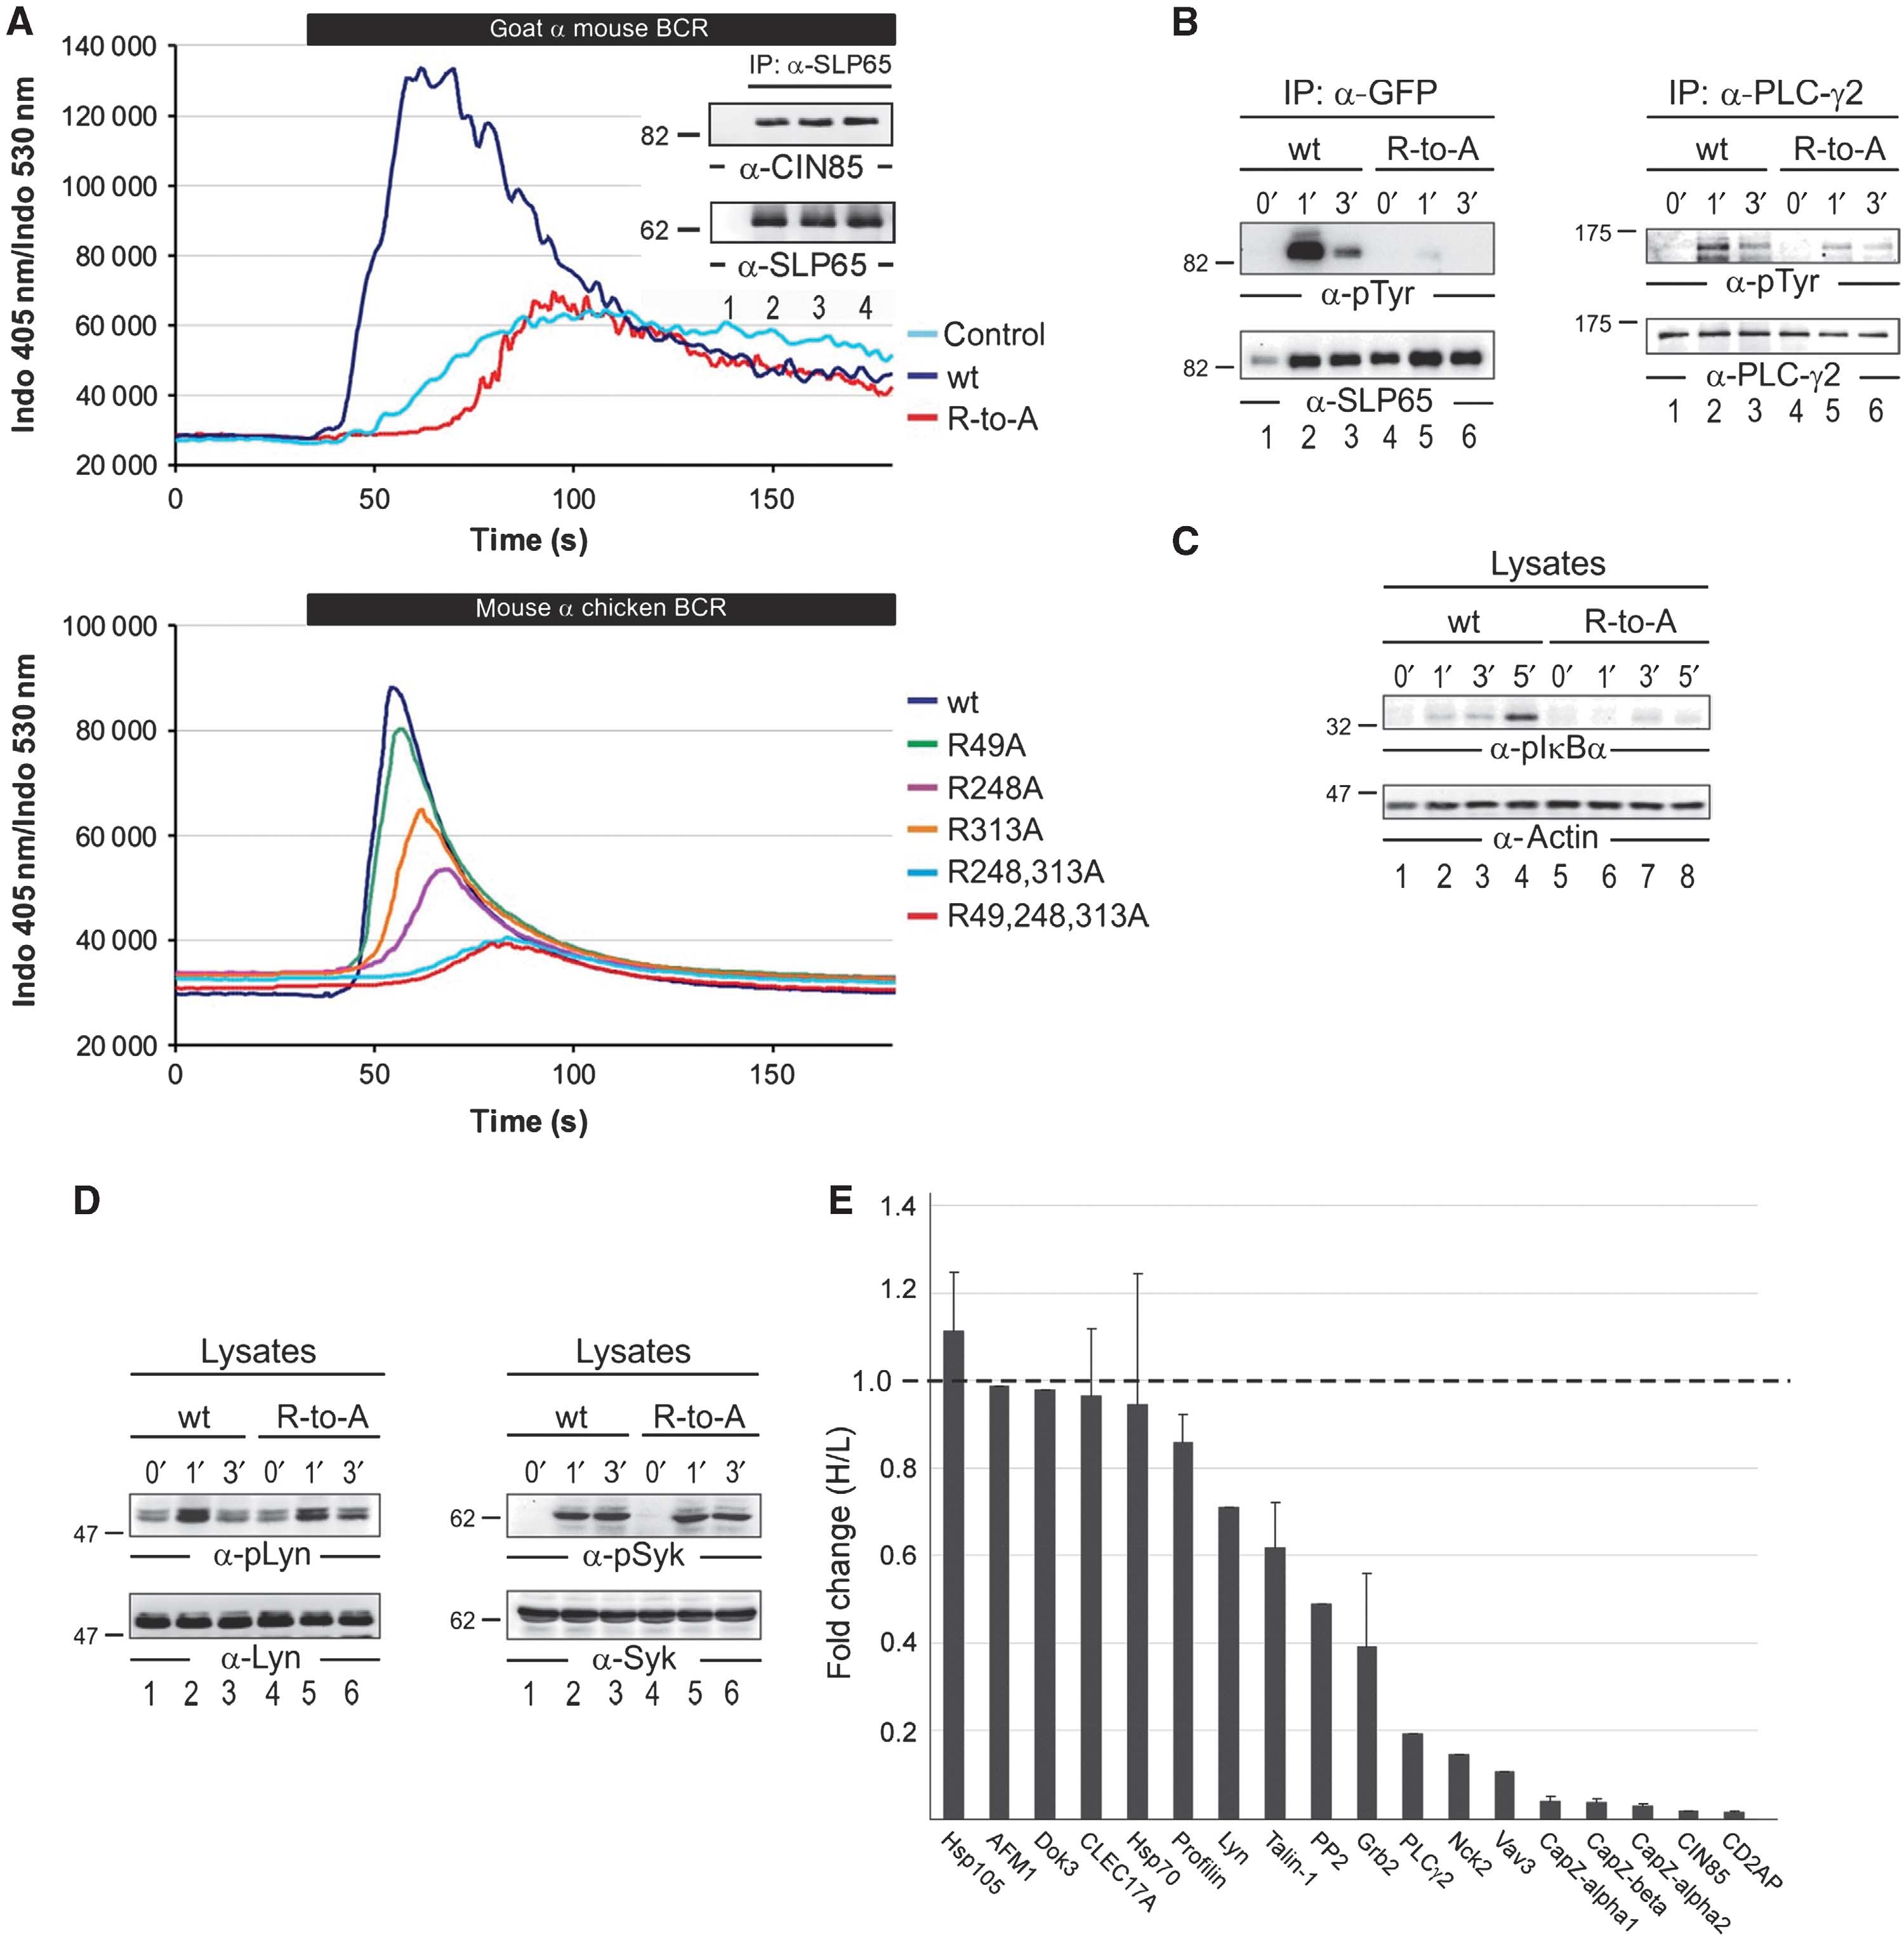 A
Goat α mouse BCR
Indo 405 nm/Indo 530 nm
140 000
120 000
100 000
80 000
60 000
40 000
20 000
0
50
100
150
Time (s)
IP: α-SLP65
82
α-CIN85
62
α-SLP65
1 2 3 4
Control
wt
R-to-A
Mouse α chicken BCR
Indo 405 nm/Indo 530 nm
100 000
80 000
60 000
40 000
20 000
0
50
100
150
Time (s)
wt
R49A
R248A
R313A
R248,313A
R49,248,313A
B
IP: α-GFP
wt R-to-A
0′ 1′ 3′ 0′ 1′ 3′
82
α-pTyr
82
α-SLP65
1 2 3 4 5 6
IP: α-PLC-γ2
wt R-to-A
0′ 1′ 3′ 0′ 1′ 3′
175
α-pTyr
175
α-PLC-γ2
1 2 3 4 5 6
C
Lysates
wt R-to-A
0′ 1′ 3′ 5′ 0′ 1′ 3′ 5′
32
α-pIκBα
47
α-Actin
1 2 3 4 5 6 7 8
D
Lysates
wt R-to-A
0′ 1′ 3′ 0′ 1′ 3′
47
α-pLyn
47
α-Lyn
1 2 3 4 5 6
Lysates
wt R-to-A
0′ 1′ 3′ 0′ 1′ 3′
62
α-pSyk
62
α-Syk
1 2 3 4 5 6
E
Fold change (H/L)
1.4
1.2
1.0
0.8
0.6
0.4
0.2
Hsp105
AFM1
Dok3
CLEC17A
Hsp70
Profilin
Lyn
Talin-1
PP2
Grb2
PLCγ2
Nck2
Vav3
CapZ-alpha1
CapZ-beta
CapZ-alpha2
CIN85
CD2AP